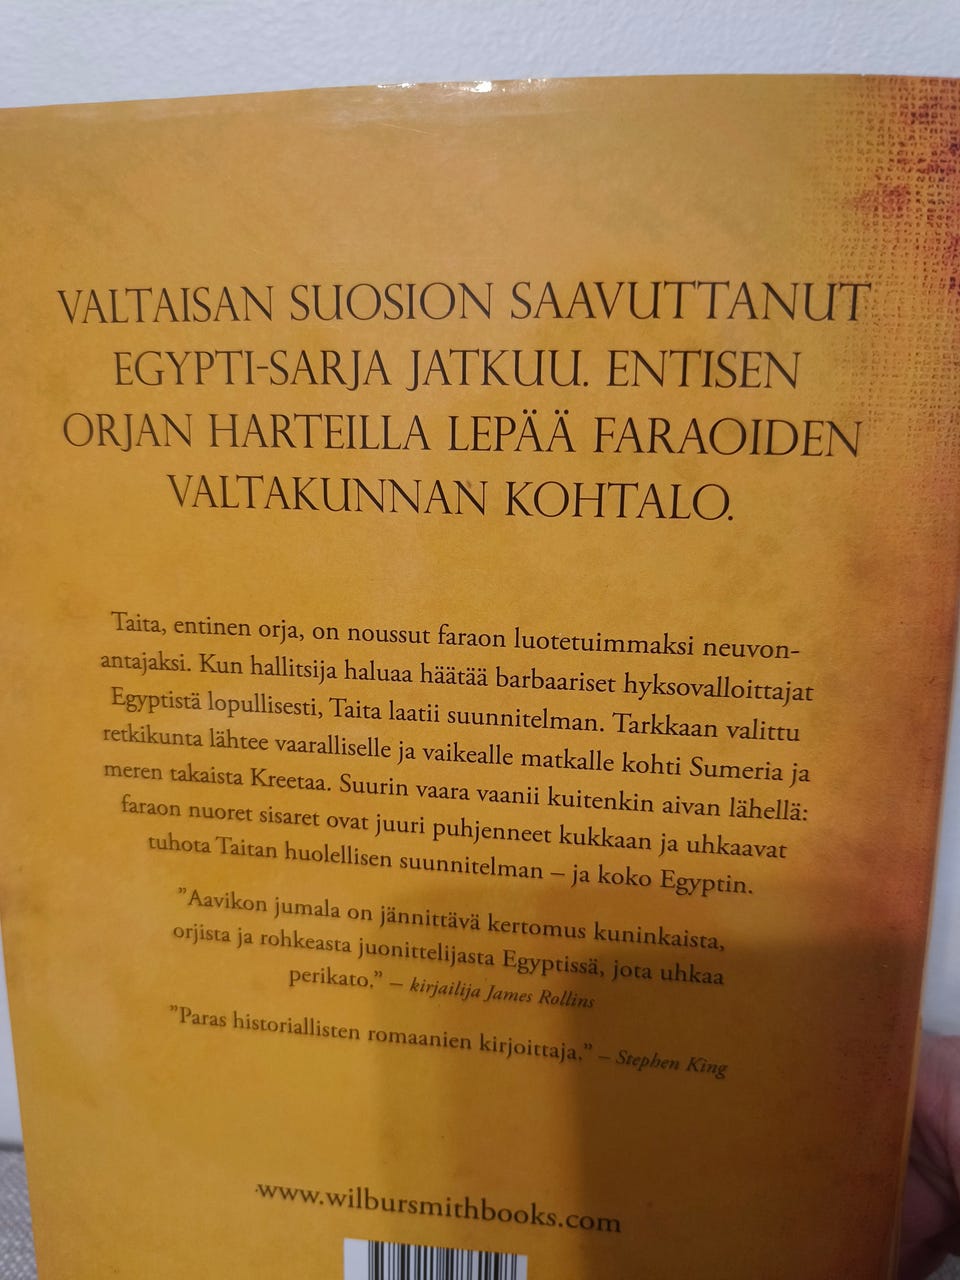 VALTAISAN SUOSION SAAVUTTANUT
EGYPTI-SARJA JATKUU. ENTISEN
ORJAN HARTEILLA LEPÄÄ FARAOIDEN
VALTAKUNNAN KOHTALO.
Taita, entinen orja, on noussut faraon luotetuimmaksi neuvon-
antajaksi. Kun hallitsija haluaa häätää barbaariset hyksovalloittajat
Egyptistä lopullisesti, Taita laatii suunnitelman. Tarkkaan valittu
retkikunta lähtee vaaralliselle ja vaikealle matkalle kohti Sumeria ja
meren takaista Kreetaa. Suurin vaara vaanii kuitenkin aivan lähellä:
faraon nuoret sisaret ovat juuri puhjenneet kukkaan ja uhkaavat
tuhota Taitan huolellisen suunnitelman – ja koko Egyptin.
”Aavikon jumala on jännittävä kertomus kuninkaista,
orjista ja rohkeasta juonittelijasta Egyptissä, jota uhkaa
perikato.” – kirjailija James Rollins
”Paras historiallisten romaanien kirjoittaja.” – Stephen King
www.wilbursmithbooks.com